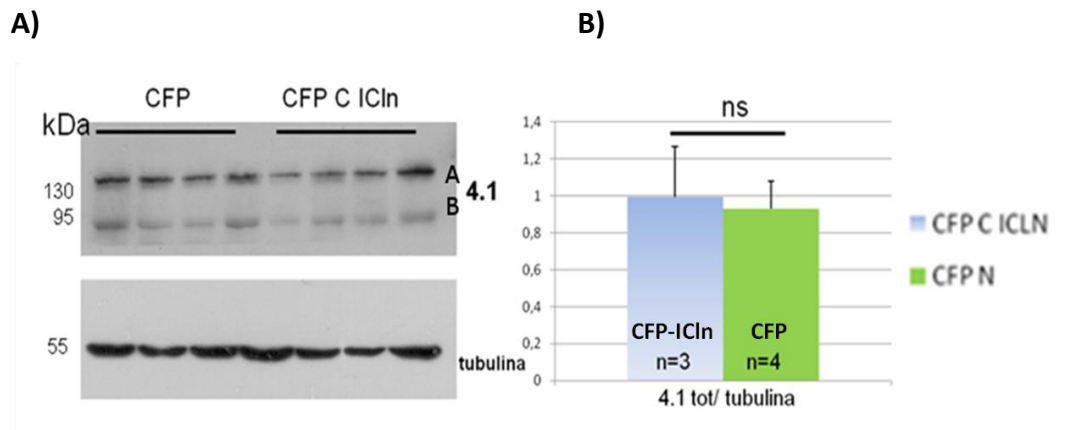 A)
B)
CFP
CFP C ICln
kDa
130
95
A
B
4.1
55
tubulina
ns
1,4
1,2
1
0,8
0,6
0,4
0,2
0
CFP-ICln
n=3
CFP
n=4
4.1 tot/ tubulina
CFP C ICLN
CFP N